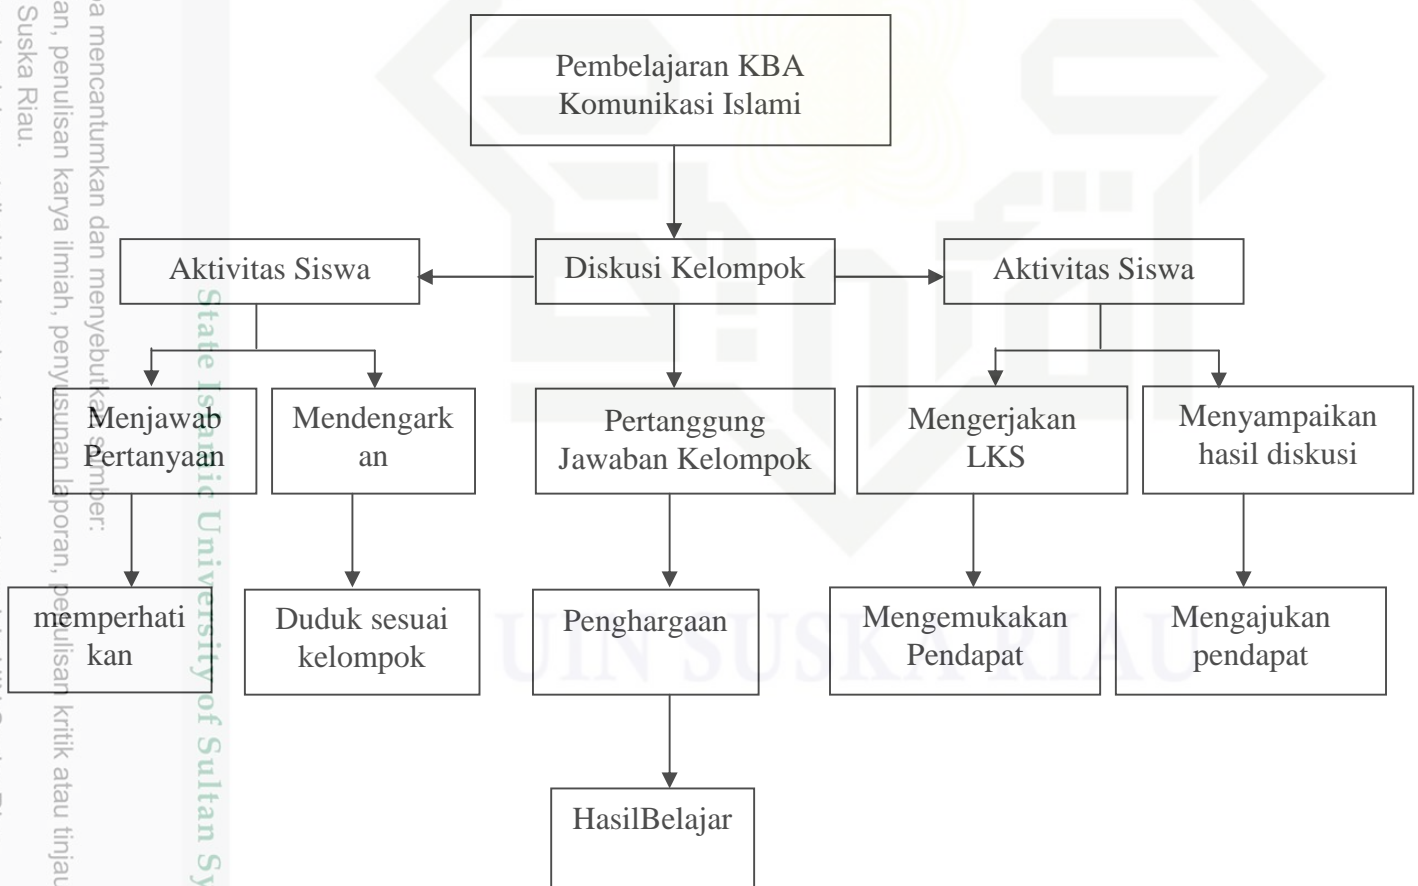 Pembelajaran KBA
Komunikasi Islami
Aktivitas Siswa
Diskusi Kelompok
Aktivitas Siswa
Menjawab
Pertanyaan
Mendengark
an
Pertanggung
Jawaban Kelompok
Mengerjakan
LKS
Menyampaikan
hasil diskusi
memperhati
kan
Duduk sesuai
kelompok
Penghargaan
Mengemukakan
Pendapat
Mengajukan
pendapat
HasilBelajar
UIN SUSKA RIAU
State Islamic University of Sultan Sy
pa mencantumkan dan menyebutkan sumber:
an, penulisan karya ilmiah, penyusunan laporan, penulisan kritik atau tinjau
Suska Riau.